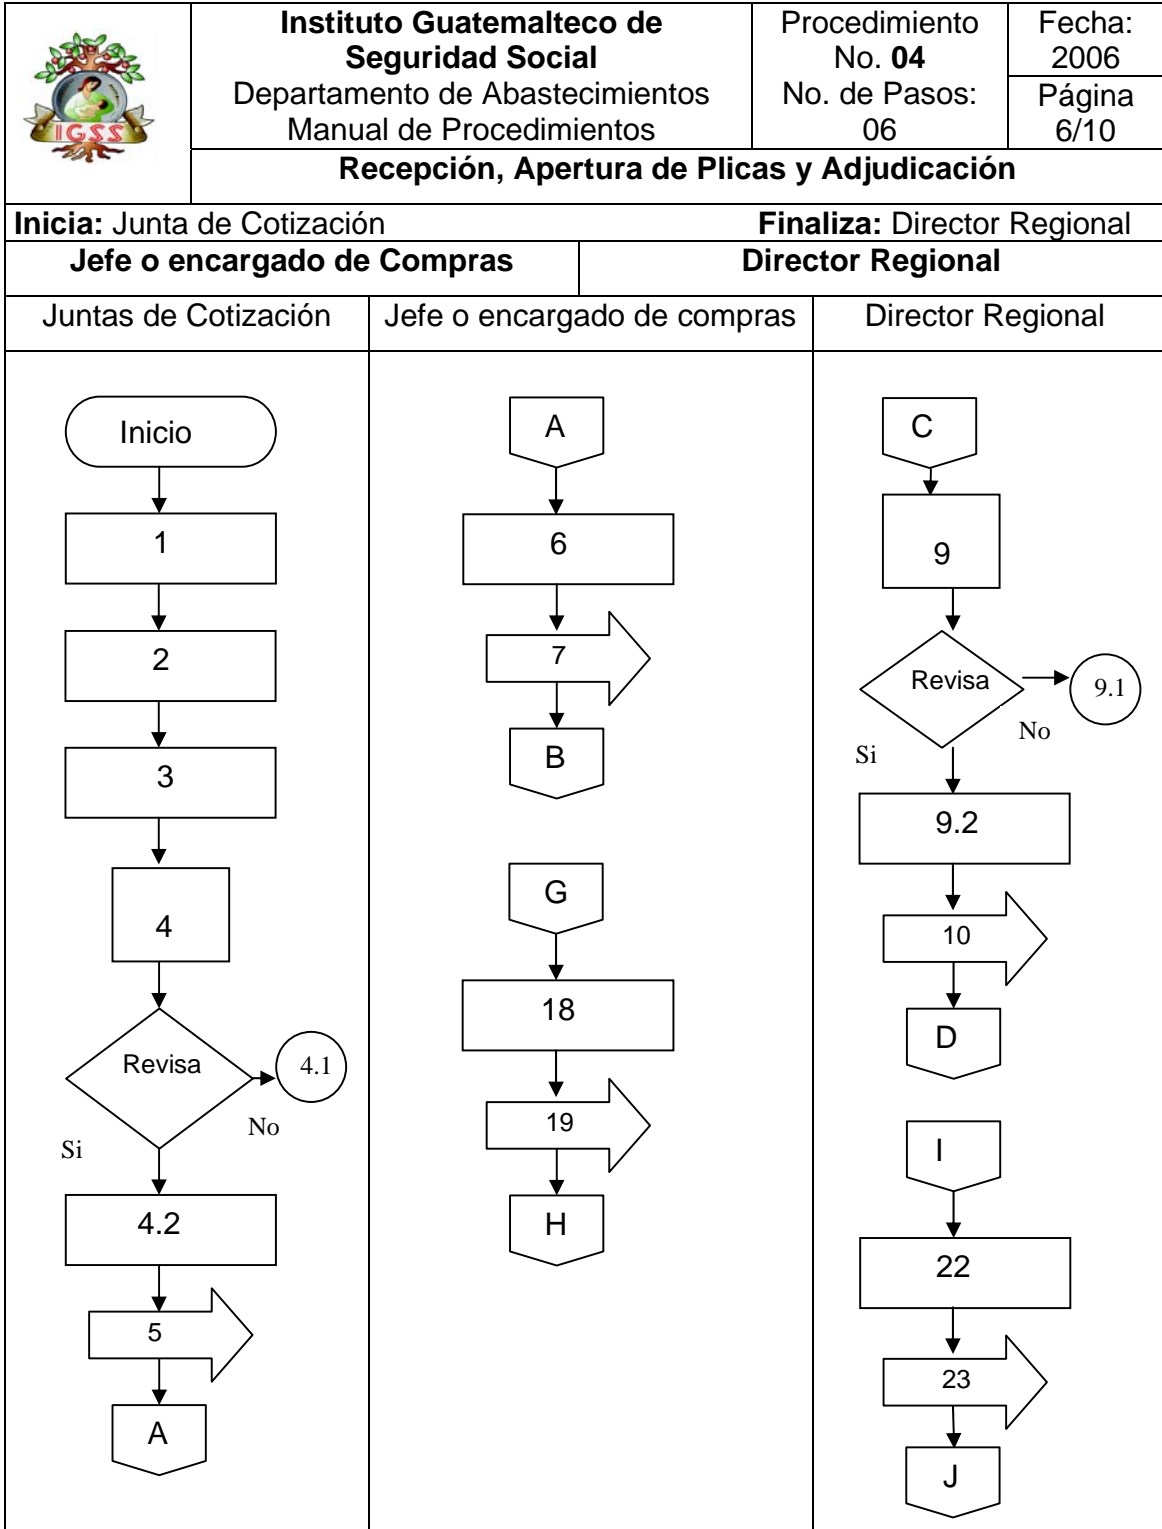 IGSS
Instituto Guatemalteco de
Seguridad Social
Departamento de Abastecimientos
Manual de Procedimientos
Procedimiento
No. 04
No. de Pasos:
06
Fecha:
2006
Página
6/10
Recepción, Apertura de Plicas y Adjudicación
Inicia: Junta de Cotización
Finaliza: Director Regional
Jefe o encargado de Compras
Director Regional
Juntas de Cotización
Jefe o encargado de compras
Director Regional
Inicio
1
2
3
4
Revisa
4.1
No
Si
4.2
5
A
A
6
7
B
G
18
19
H
C
9
Revisa
9.1
No
Si
9.2
10
D
I
22
23
J